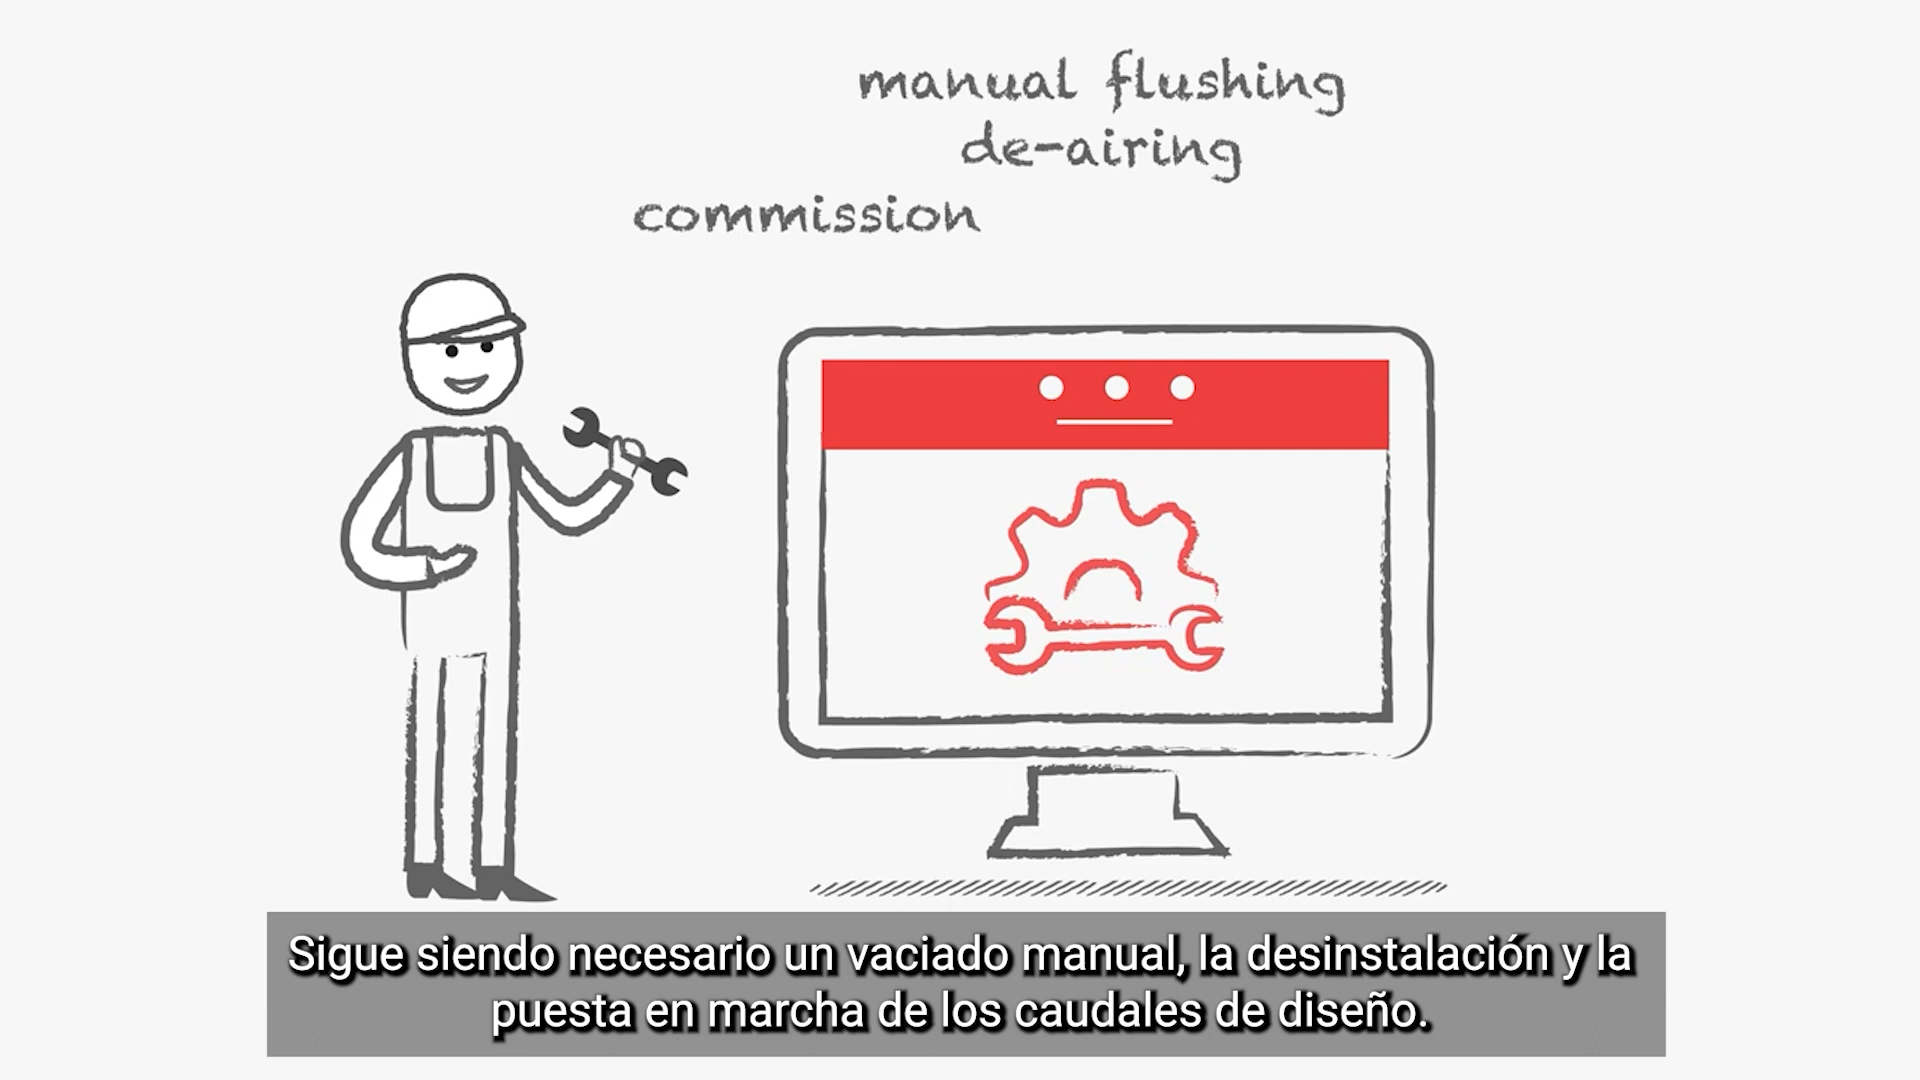 manual flushing
de-airing
commission
Sigue siendo necesario un vaciado manual, la desinstalación y la
puesta en marcha de los caudales de diseño.